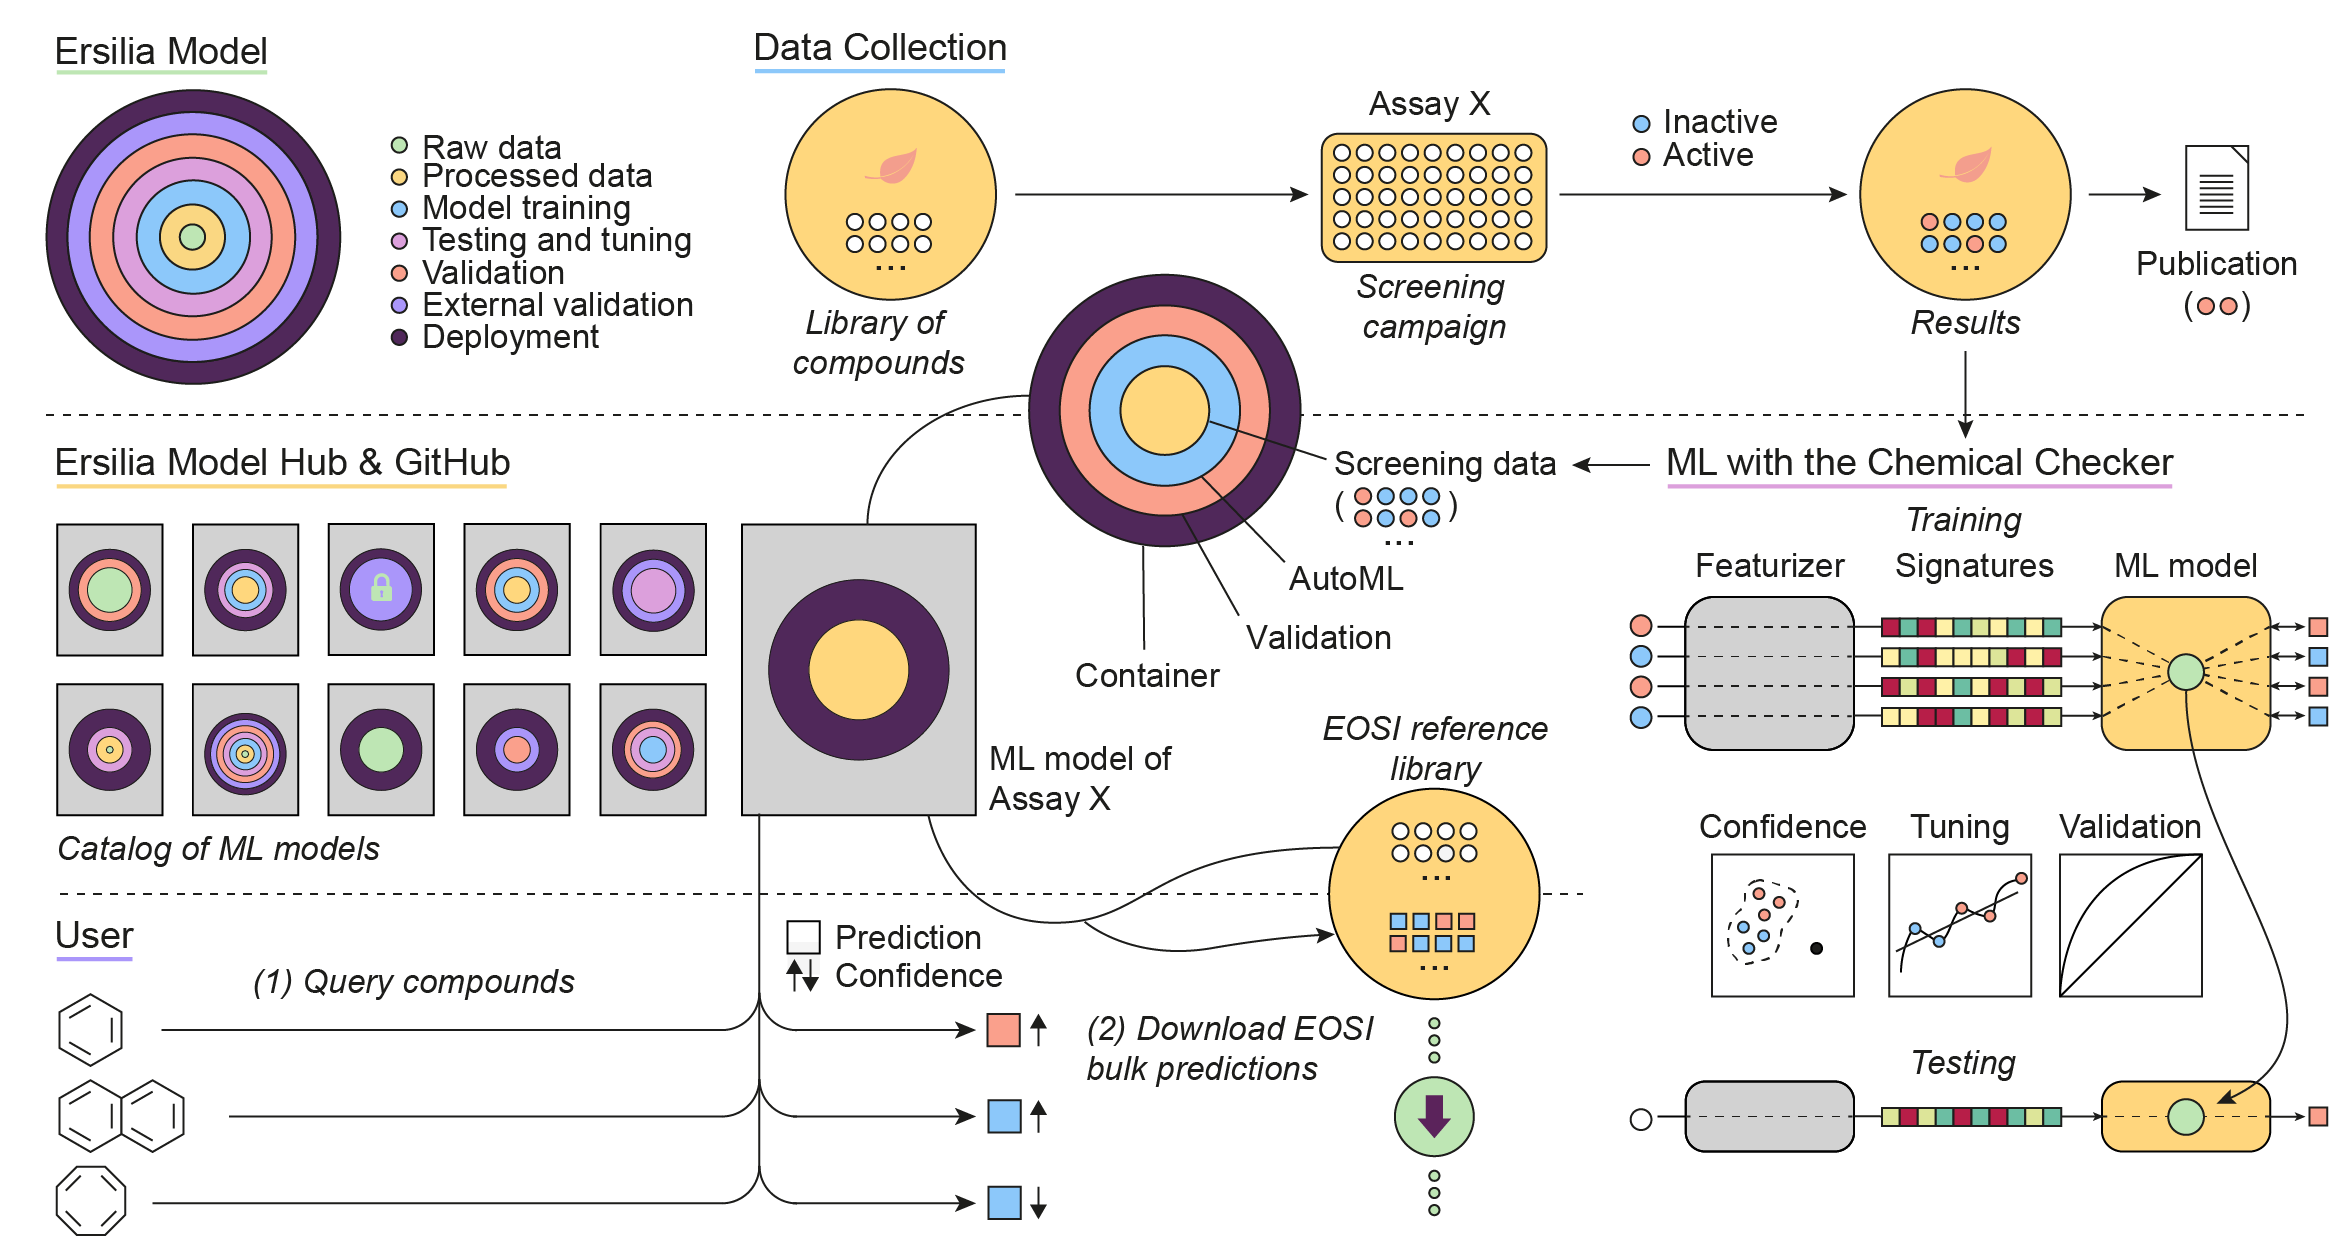 Ersilia Model
Raw data
Processed data
Model training
Testing and tuning
Validation
External validation
Deployment
Data Collection
Library of
compounds
Assay X
Screening
campaign
Inactive
Active
Results
Publication
( )
Ersilia Model Hub & GitHub
Catalog of ML models
ML model of
Assay X
Screening data
( )
...
AutoML
Validation
Container
ML with the Chemical Checker
Training
Featurizer
Signatures
ML model
Confidence
Tuning
Validation
Testing
EOSI reference
library
User
(1) Query compounds
Prediction
Confidence
(2) Download EOSI
bulk predictions